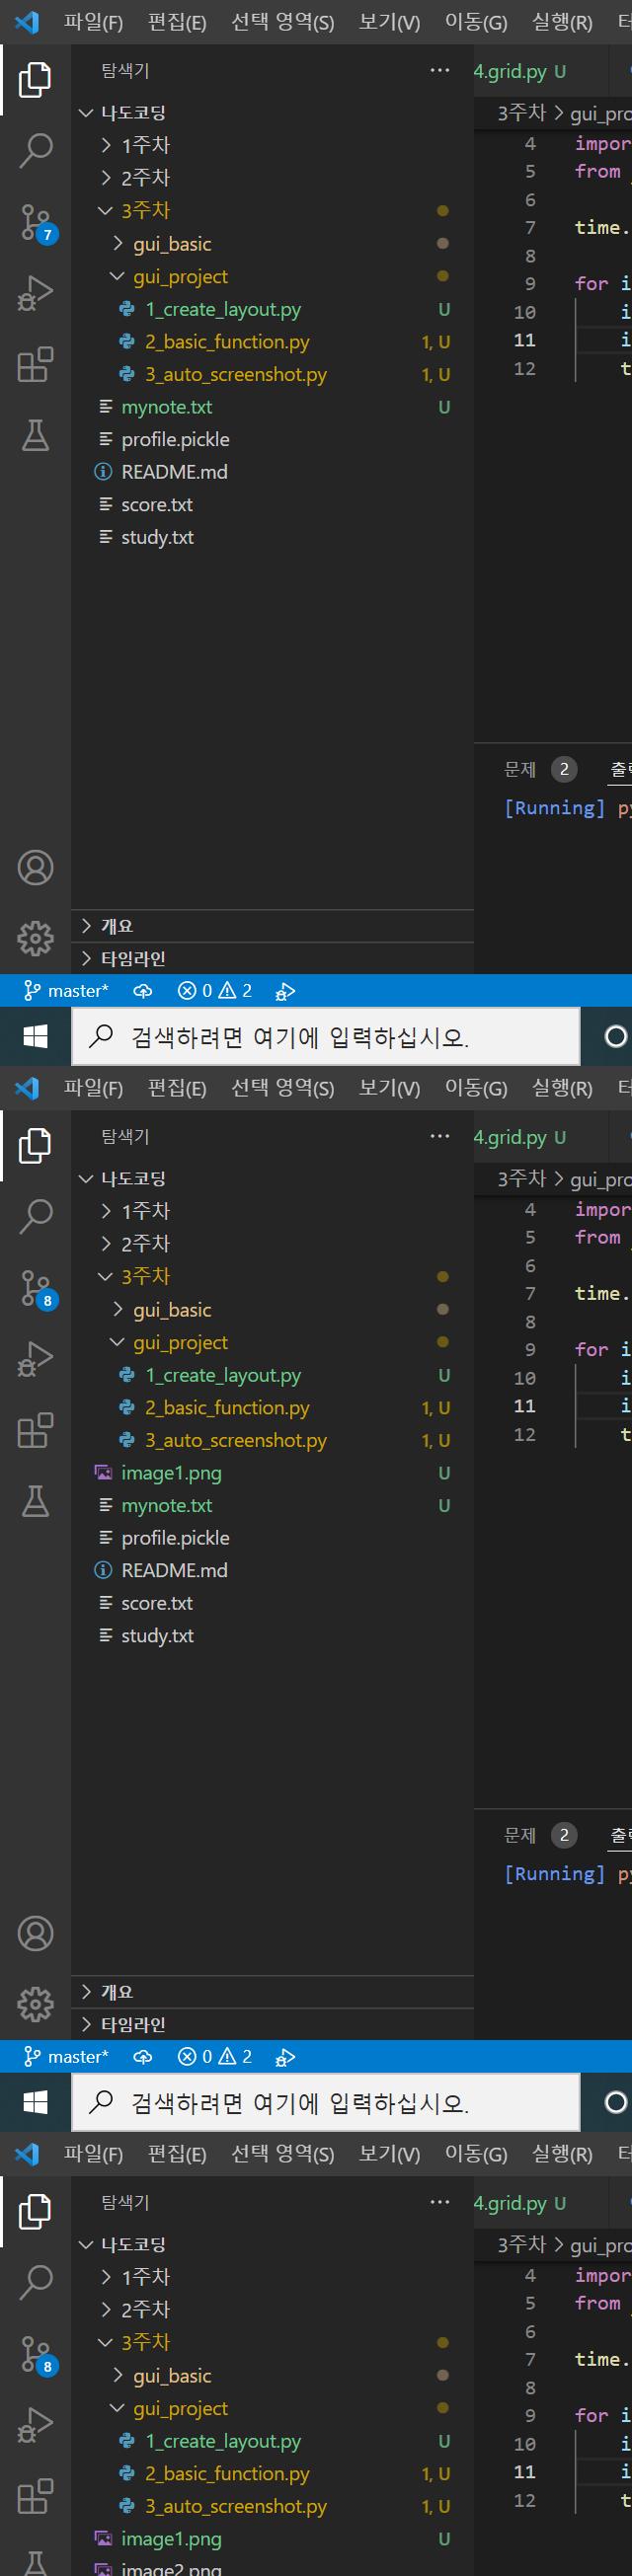 파일(F) 편집(E) 선택 영역(S) 보기(V) 이동(G) 실행(R) 터
탐색기 ··· 4.grid.py U
나도코딩 3주차 > gui_pro
1주차 4 impor
2주차 5 from
3주차 6
7 gui_basic 7 time.
gui_project 8
1_create_layout.py U 9 for i
2_basic_function.py 1, U 10 i
11 i
3_auto_screenshot.py 1, U 12 t
mynote.txt U
profile.pickle
README.md
score.txt
study.txt
문제 2 출력
[Running] py
개요
타임라인
master* 0 2
검색하려면 여기에 입력하십시오.
파일(F) 편집(E) 선택 영역(S) 보기(V) 이동(G) 실행(R) 터
탐색기 ··· 4.grid.py U
나도코딩 3주차 > gui_pro
1주차 4 impor
2주차 5 from
3주차 6
8 gui_basic 7 time.
gui_project 8
1_create_layout.py U 9 for i
2_basic_function.py 1, U 10 i
11 i
3_auto_screenshot.py 1, U 12 t
image1.png U
mynote.txt U
profile.pickle
README.md
score.txt
study.txt
문제 2 출력
[Running] py
개요
타임라인
master* 0 2
검색하려면 여기에 입력하십시오.
파일(F) 편집(E) 선택 영역(S) 보기(V) 이동(G) 실행(R) 터
탐색기 ··· 4.grid.py U
나도코딩 3주차 > gui_pro
1주차 4 impor
2주차 5 from
3주차 6
8 gui_basic 7 time.
gui_project 8
1_create_layout.py U 9 for i
2_basic_function.py 1, U 10 i
11 i
3_auto_screenshot.py 1, U 12 t
image1.png U
image2.png